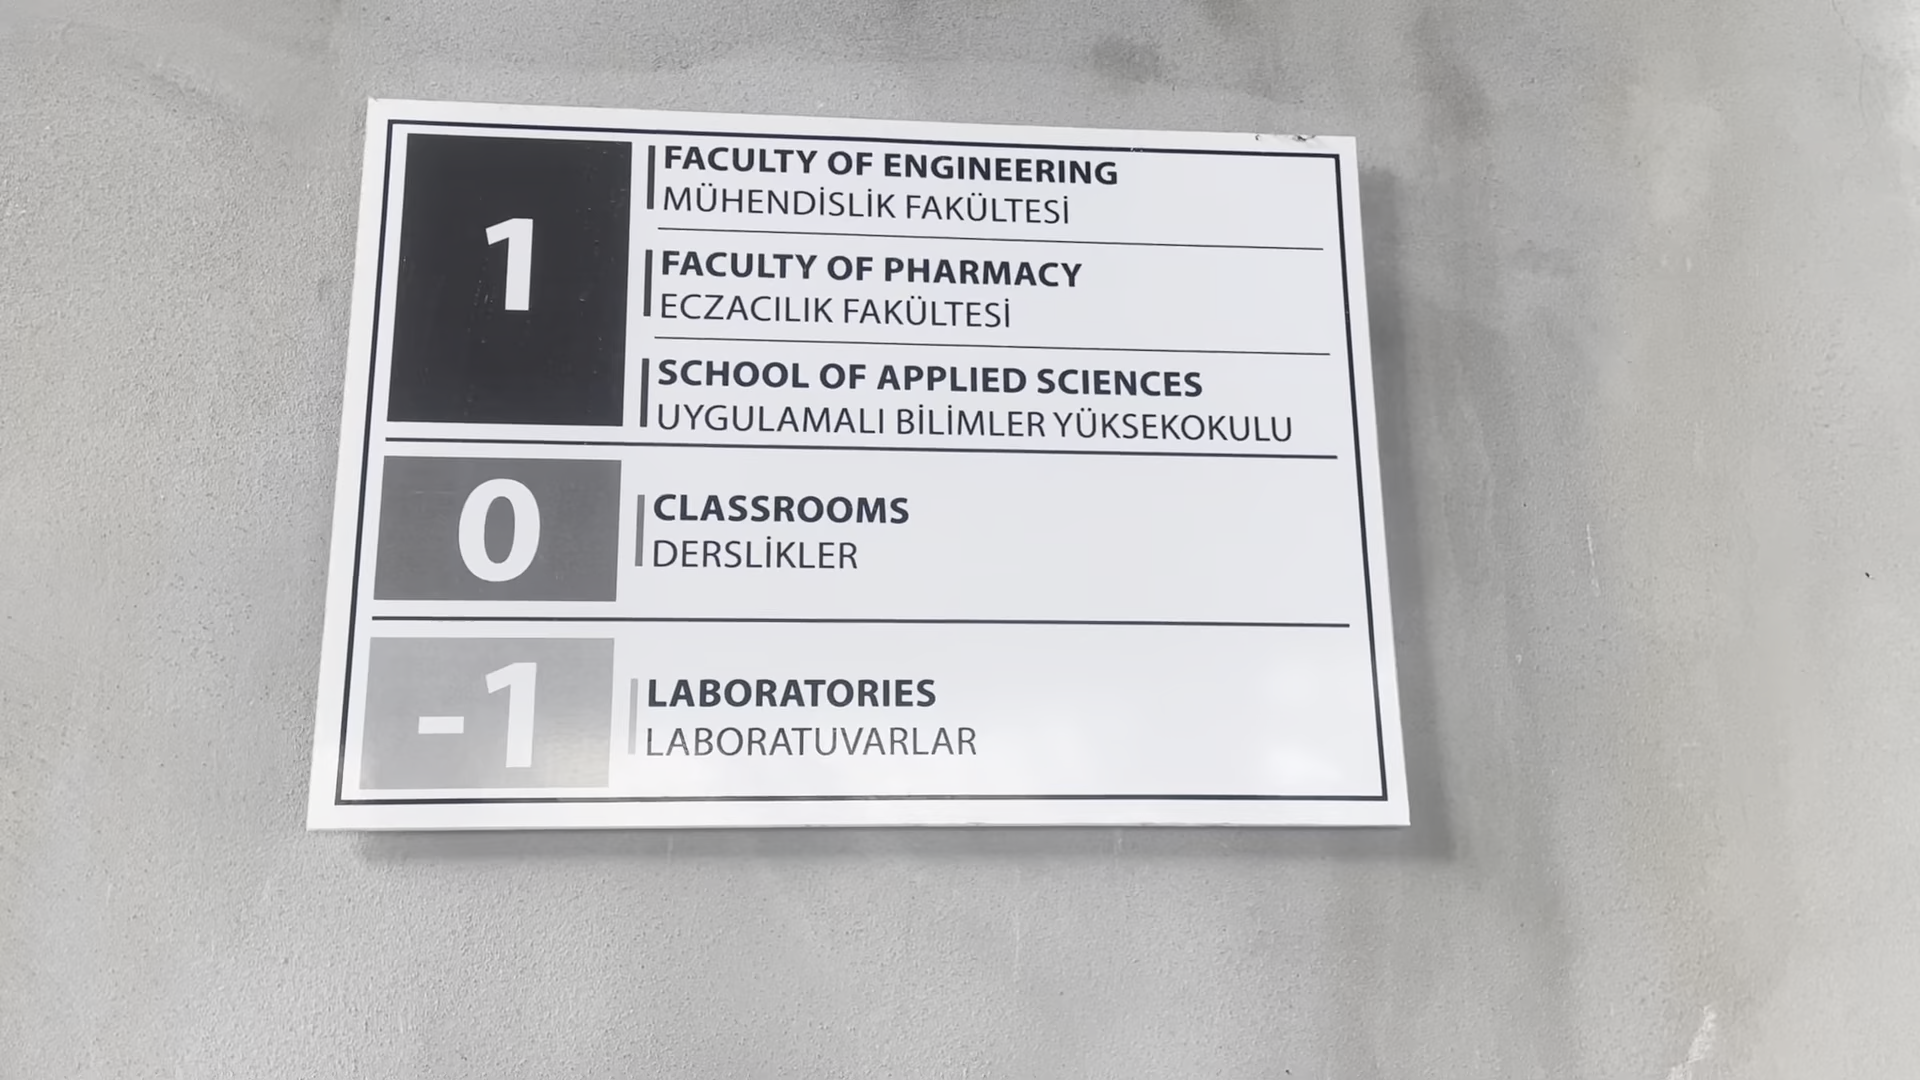 1
FACULTY OF ENGINEERING
MÜHENDİSLİK FAKÜLTESİ
FACULTY OF PHARMACY
ECZACILIK FAKÜLTESİ
SCHOOL OF APPLIED SCIENCES
UYGULAMALI BİLİMLER YÜKSEKOKULU
0
CLASSROOMS
DERSLİKLER
-1
LABORATORIES
LABORATUVARLAR